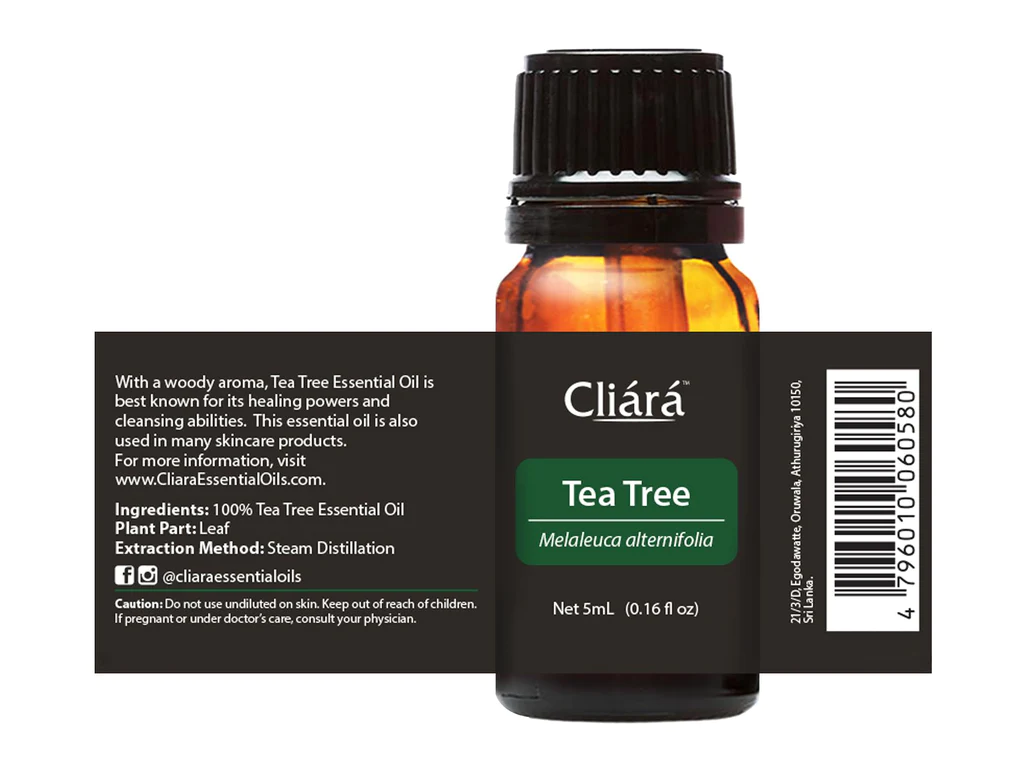 With a woody aroma, Tea Tree Essential Oil is
best known for its healing powers and
cleansing abilities.  This essential oil is also
used in many skincare products.
For more information, visit
www.CliaraEssentialOils.com.
Ingredients: 100% Tea Tree Essential Oil
Plant Part: Leaf
Extraction Method: Steam Distillation
@cliaraessentialoils
Caution: Do not use undiluted on skin. Keep out of reach of children.
If pregnant or under doctor's care, consult your physician.
Cliárá™
Tea Tree
Melaleuca alternifolia
Net 5mL   (0.16 fl oz)
21/3/D, Egodawatte, Oruwala, Athurugiriya 10150,
Sri Lanka.
4 796010 060580